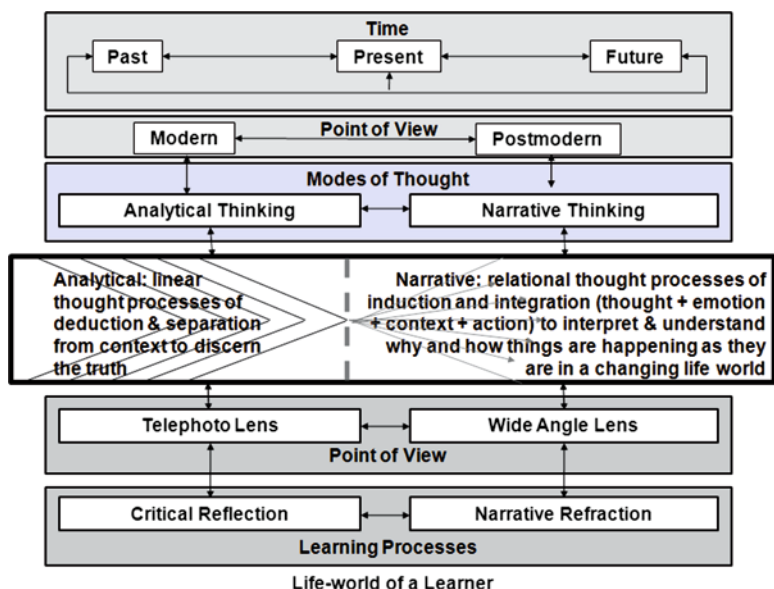 Time
Past
Present
Future
Point of View
Modern
Postmodern
Modes of Thought
Analytical Thinking
Narrative Thinking
Analytical: linear
thought processes of
deduction & separation
from context to discern
the truth
Narrative: relational thought processes of
induction and integration (thought + emotion
+ context + action) to interpret & understand
why and how things are happening as they
are in a changing life world
Telephoto Lens
Wide Angle Lens
Point of View
Critical Reflection
Narrative Refraction
Learning Processes
Life-world of a Learner